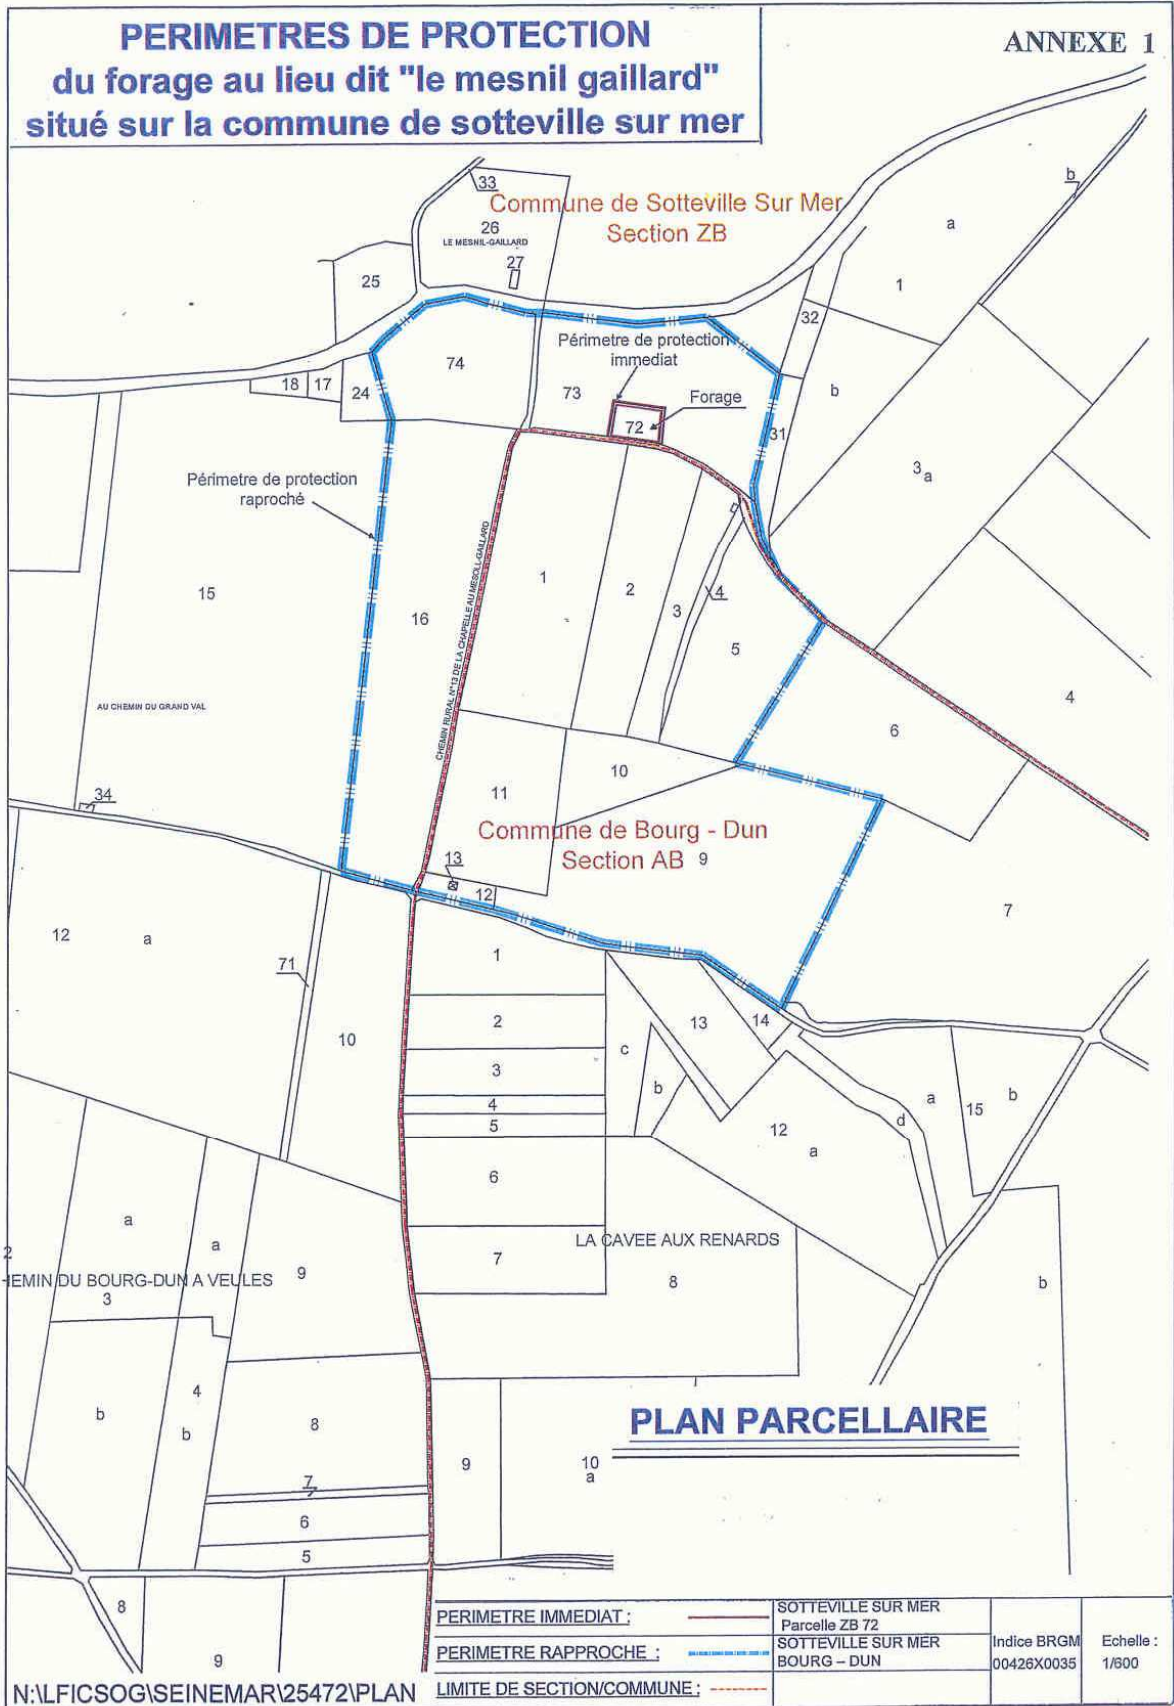 PERIMETRES DE PROTECTION
du forage au lieu dit "le mesnil gaillard"
situé sur la commune de sotteville sur mer
ANNEXE 1
33
Commune de Sotteville Sur Mer
Section ZB
b
a
26
LE MESNIL-GAILLARD
27
25
1
32
Périmetre de protection
immediat
74
18
17
24
73
Forage
b
72
31
3
a
Périmetre de protection
raproché
15
16
1
2
3
4
5
CHEMIN RURAL N°13 DE LA CHAPELLE AU MESNIL-GAILLARD
AU CHEMIN DU GRAND VAL
4
6
10
11
34
Commune de Bourg - Dun
Section AB
9
13
12
7
12
a
1
71
2
13
14
10
c
3
b
a
b
4
15
5
d
12
a
6
a
a
LA CAVEE AUX RENARDS
7
9
2
HEMIN DU BOURG-DUN A VEULES
8
b
3
4
b
b
8
PLAN PARCELLAIRE
9
10
a
7
6
5
8
9
PERIMETRE IMMEDIAT :
SOTTEVILLE SUR MER
Parcelle ZB 72
PERIMETRE RAPPROCHE :
SOTTEVILLE SUR MER
BOURG – DUN
LIMITE DE SECTION/COMMUNE :
Indice BRGM
00426X0035
Echelle :
1/600
N:\LFICSOG\SEINEMAR\25472\PLAN